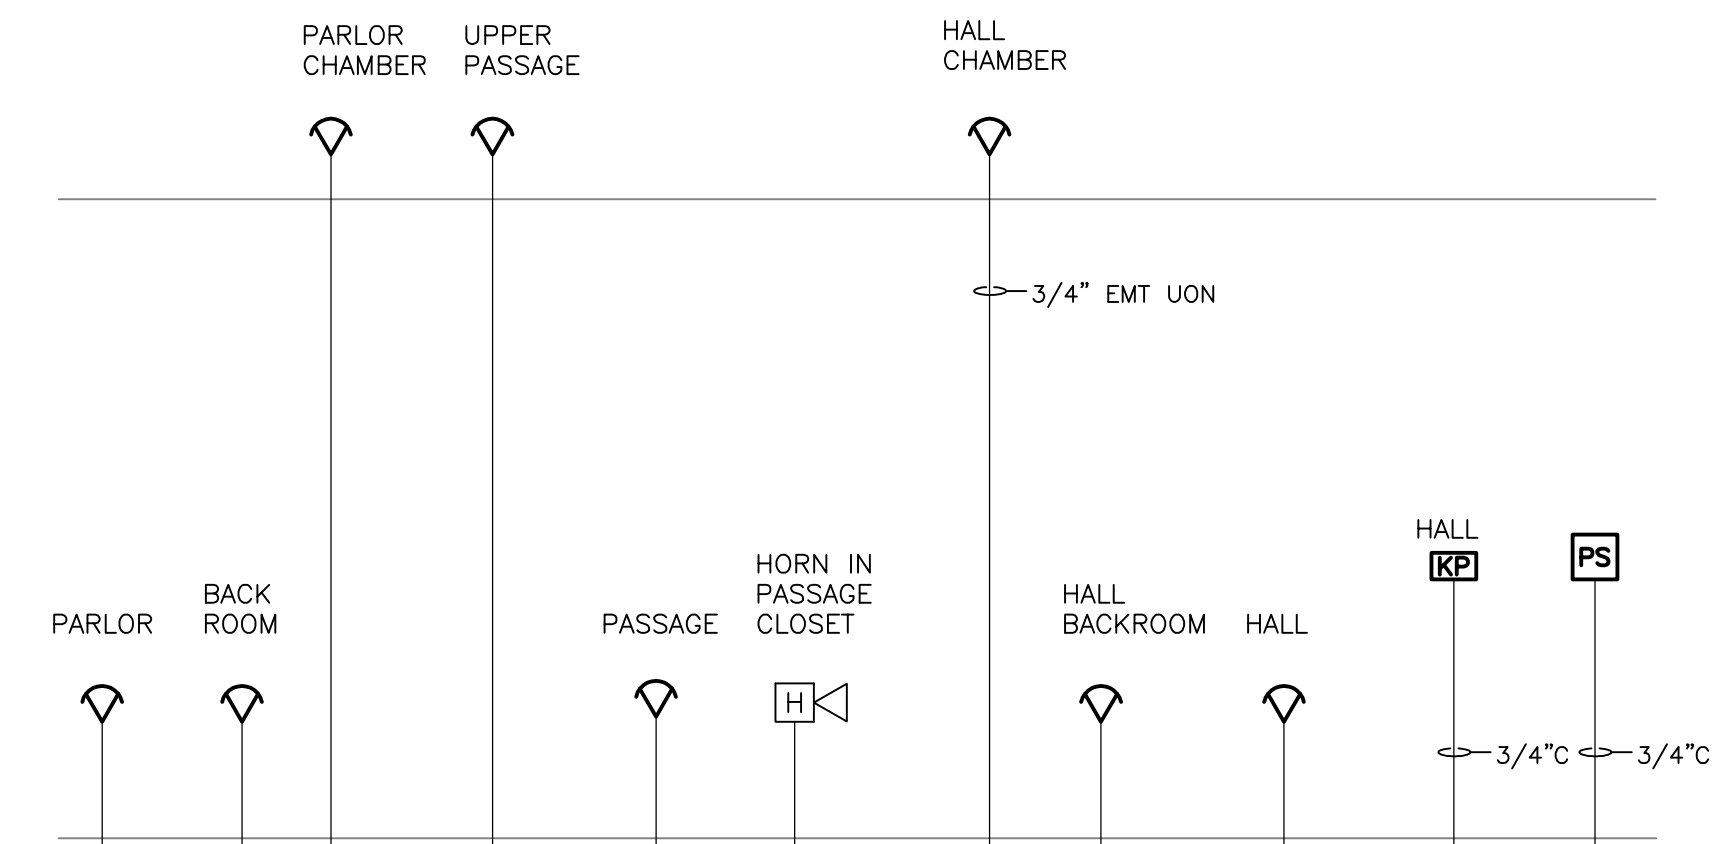 PARLOR
CHAMBER
UPPER
PASSAGE
HALL
CHAMBER
3/4” EMT UON
PARLOR
BACK
ROOM
PASSAGE
HORN IN
PASSAGE
CLOSET
H
HALL
BACKROOM
HALL
HALL
KP
PS
3/4”C
3/4”C